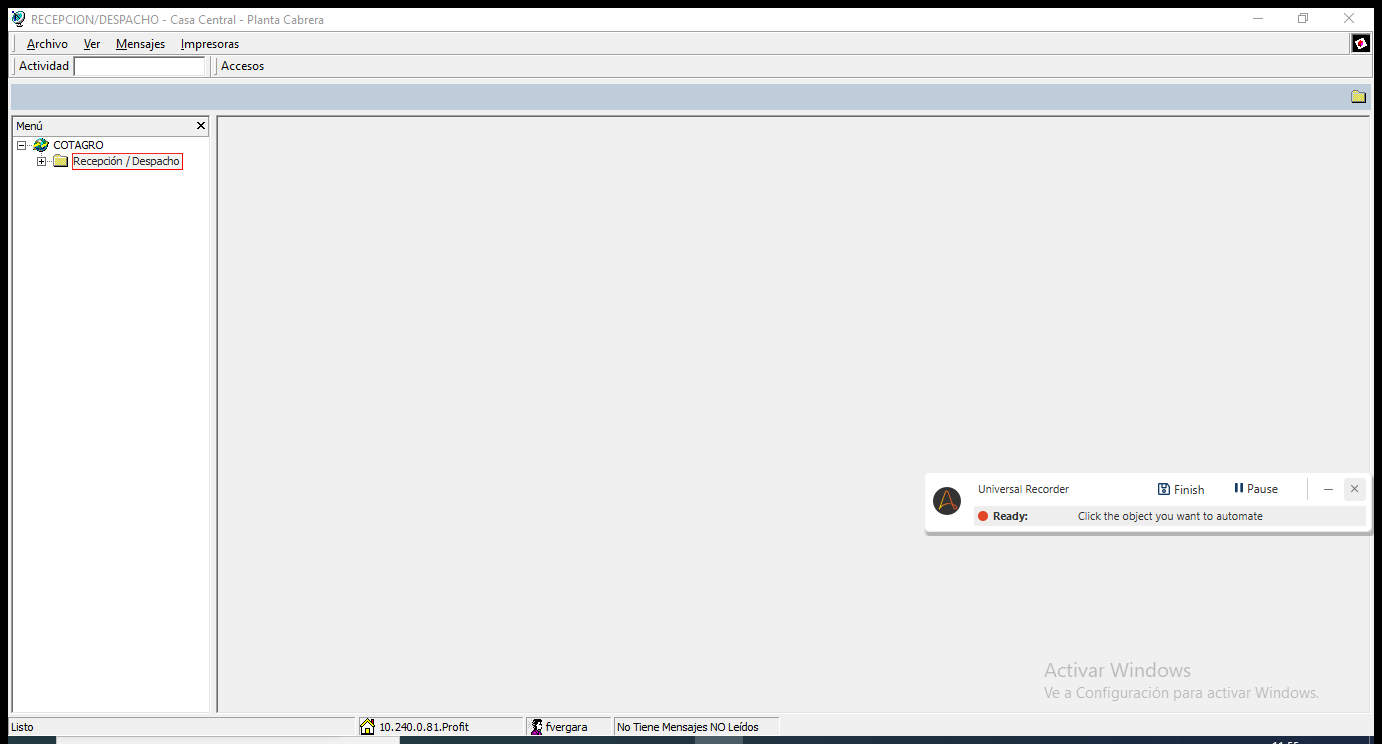 RECEPCION/DESPACHO - Casa Central - Planta Cabrera
Archivo Ver Mensajes Impresoras
Actividad Accesos
Menú
COTAGRO
Recepción / Despacho
Universal Recorder Finish Pause
Ready: Click the object you want to automate
Activar Windows
Ve a Configuración para activar Windows.
Listo 10.240.0.81.Profit fvergara No Tiene Mensajes NO Leídos